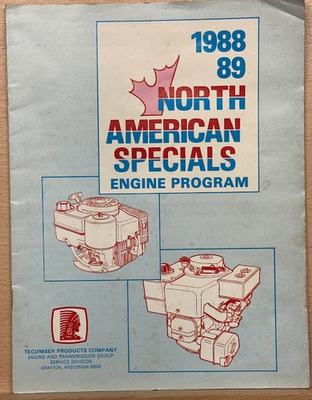 1988
89
NORTH
AMERICAN
SPECIALS
ENGINE PROGRAM
TECUMSEH PRODUCTS COMPANY
ENGINE AND TRANSMISSION GROUP
SERVICE DIVISION
GRAFTON, WISCONSIN 53024